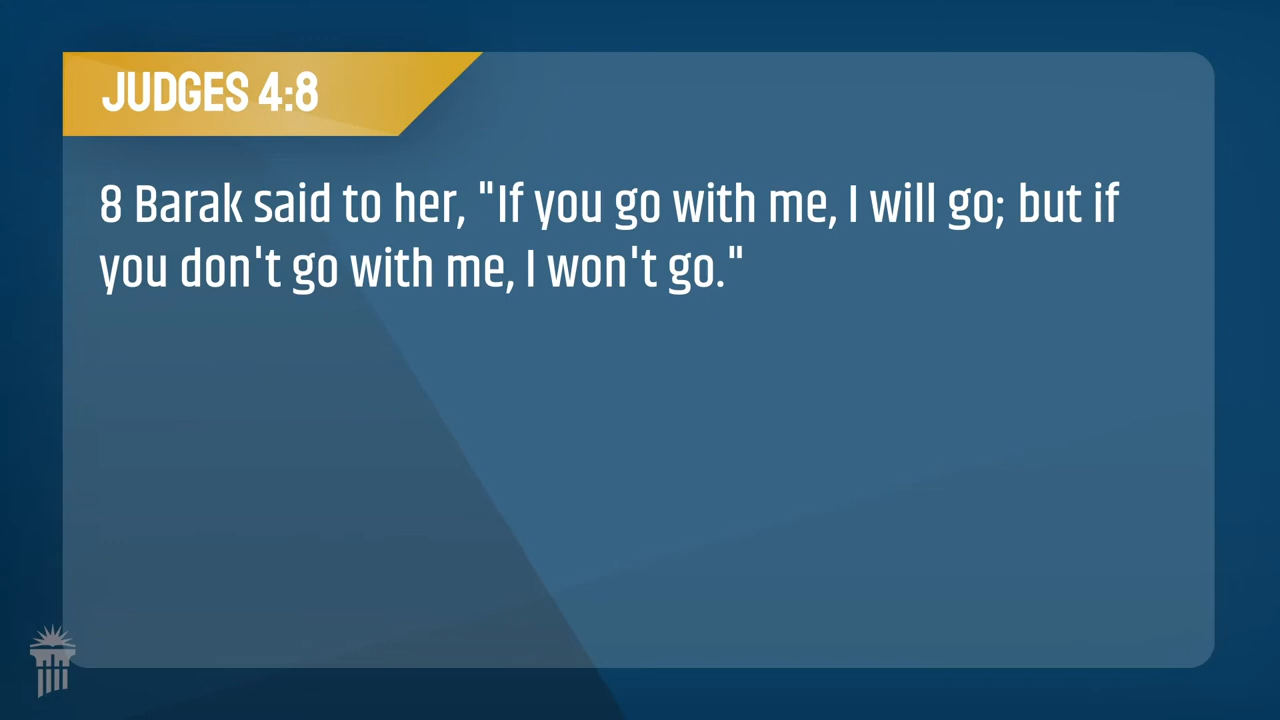 JUDGES 4:8
8 Barak said to her, "If you go with me, I will go; but if
you don't go with me, I won't go."